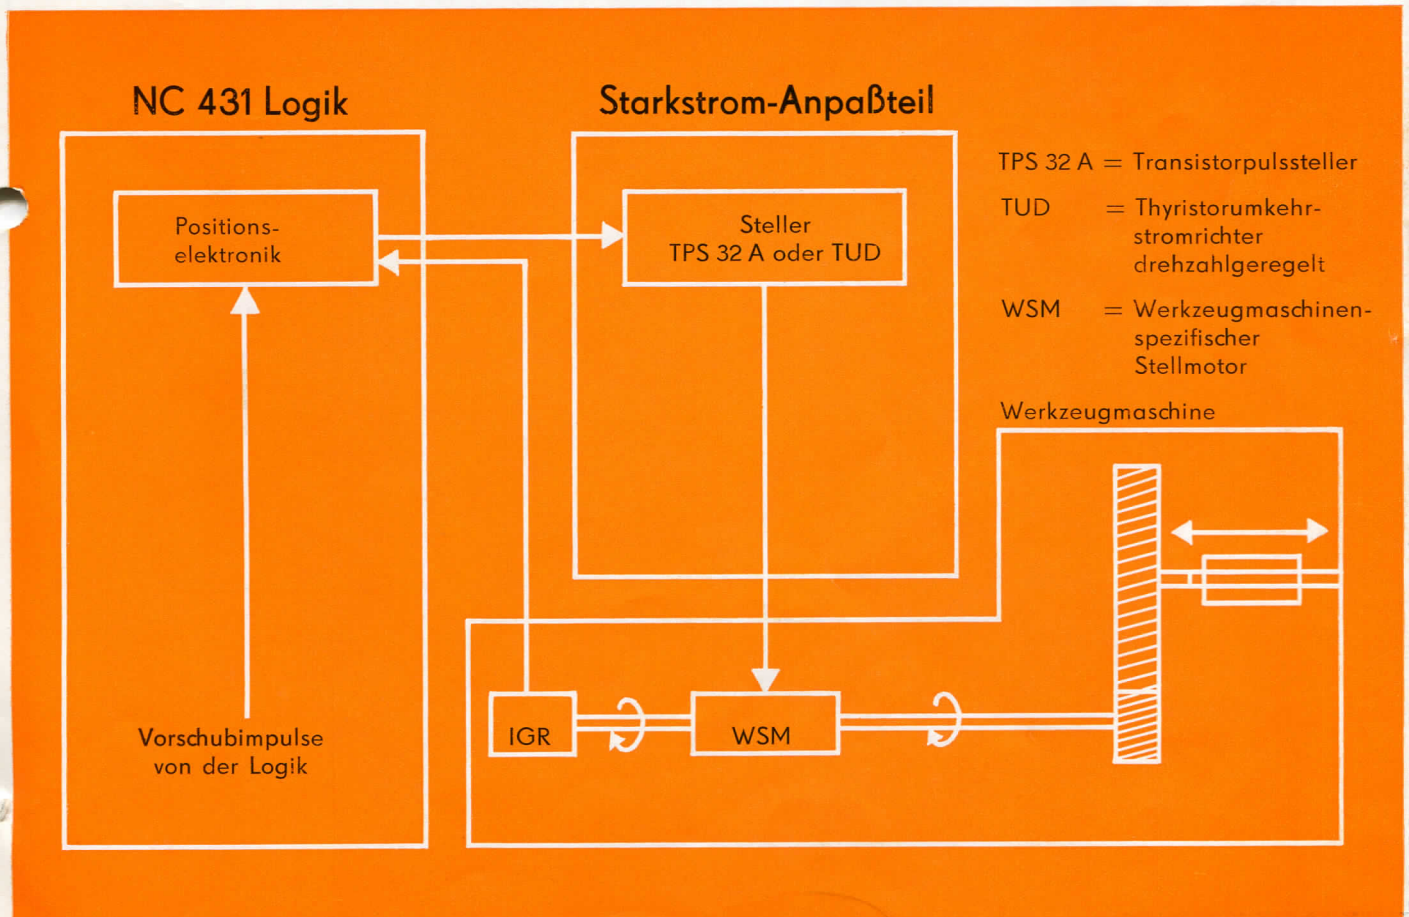 NC 431 Logik
Starkstrom-Anpaßteil
Positions-
elektronik
Steller
TPS 32 A oder TUD
TPS 32 A = Transistorpulssteller
TUD = Thyristorumkehr-
stromrichter
drehzahlgeregelt
WSM = Werkzeugmaschinen-
spezifischer
Stellmotor
Werkzeugmaschine
Vorschubimpulse
von der Logik
IGR
WSM